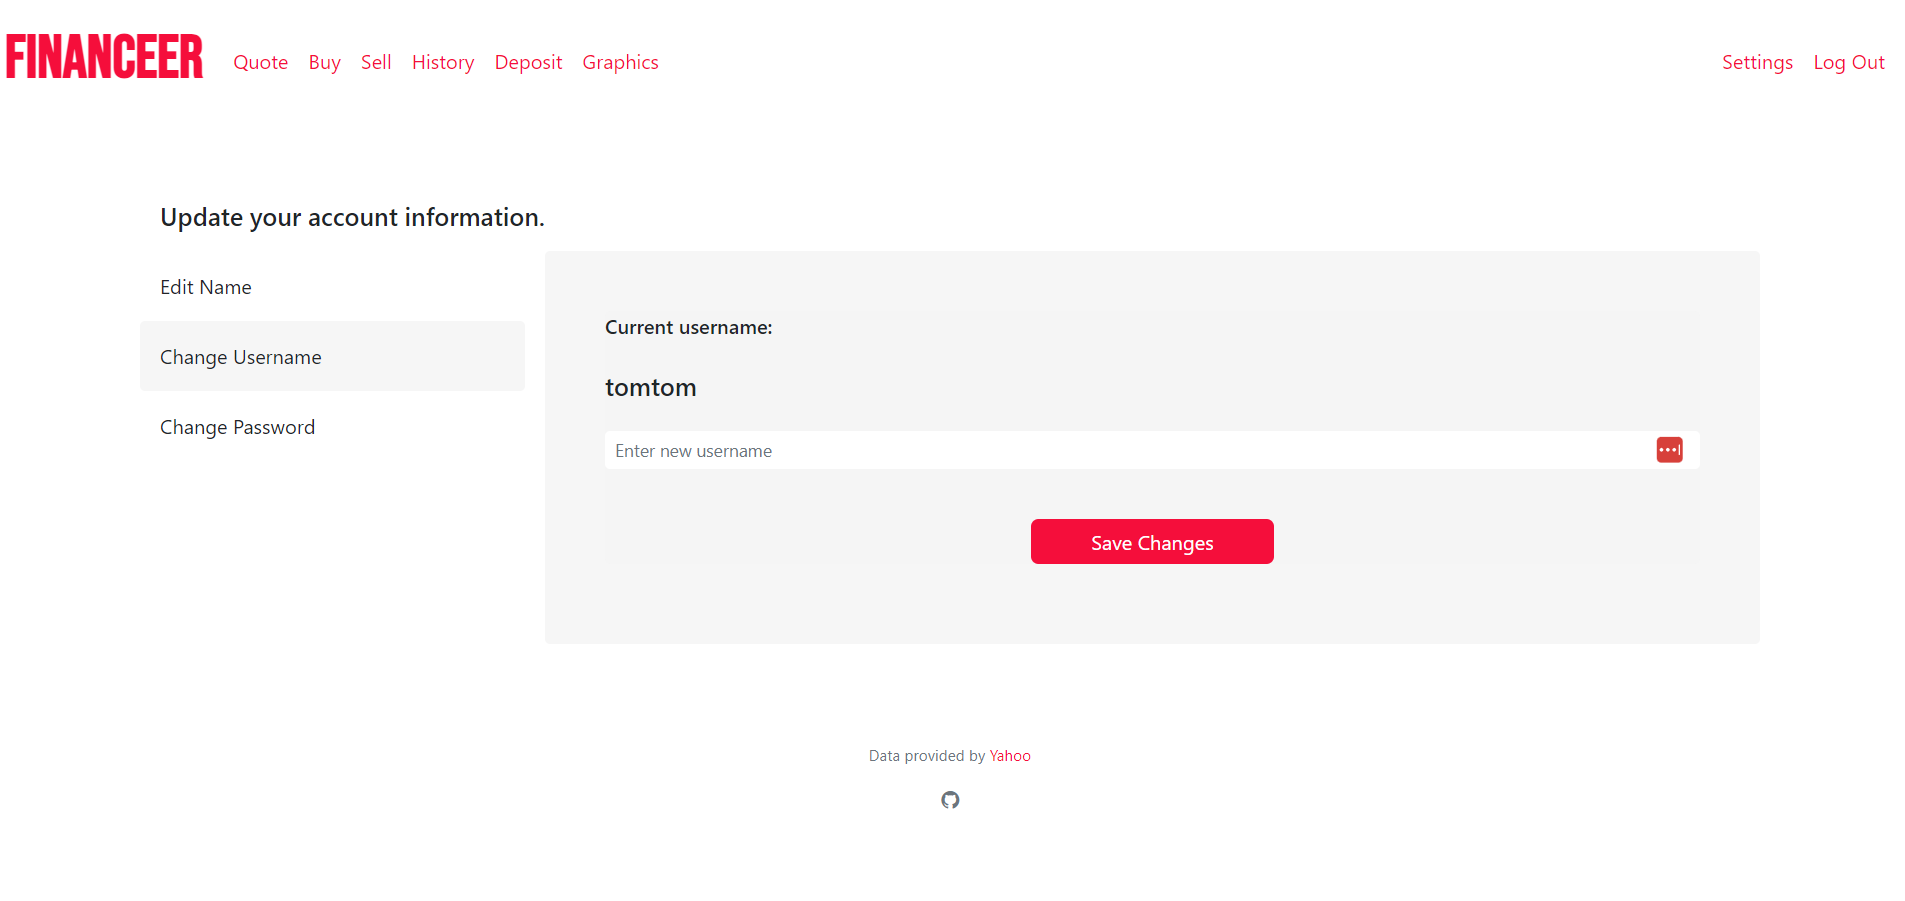 FINANCEER Quote Buy Sell History Deposit Graphics Settings Log Out
Update your account information.
Edit Name
Change Username
Change Password
Current username:
tomtom
Enter new username
Save Changes
Data provided by Yahoo